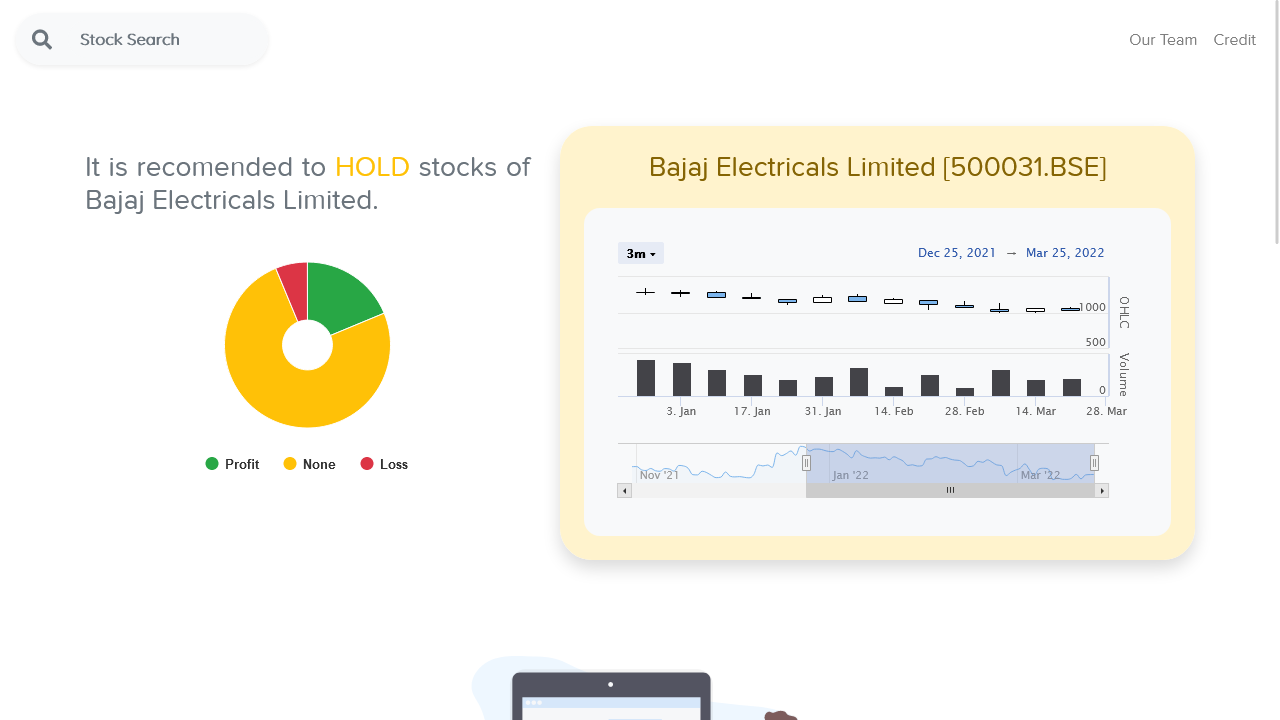 Stock Search
Our Team
Credit
It is recomended to HOLD stocks of
Bajaj Electricals Limited.
Profit
None
Loss
Bajaj Electricals Limited [500031.BSE]
3m
Dec 25, 2021 → Mar 25, 2022
1000
500
OHLC
0
Volume
3. Jan
17. Jan
31. Jan
14. Feb
28. Feb
14. Mar
28. Mar
Nov '21
Jan '22
Mar '22